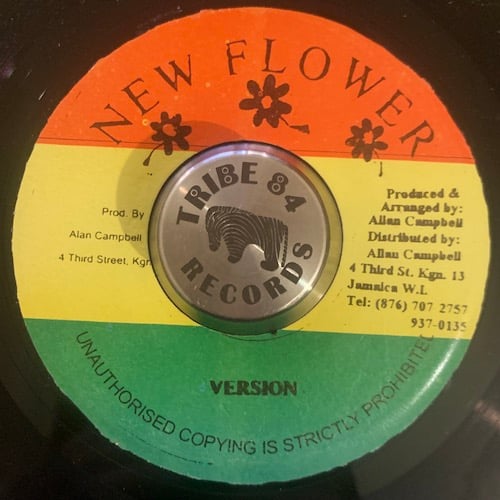 NEW FLOWER
TRIBE 84
RECORDS
Prod. By
Alan Campbell
4 Third Street, Kgn
Produced &
Arranged by:
Allan Campbell
Distributed by:
Allan Campbell
4 Third St. Kgn. 13
Jamaica W.I.
Tel: (876) 707 2757
937-0135
VERSION
UNAUTHORISED COPYING IS STRICTLY PROHIBITED